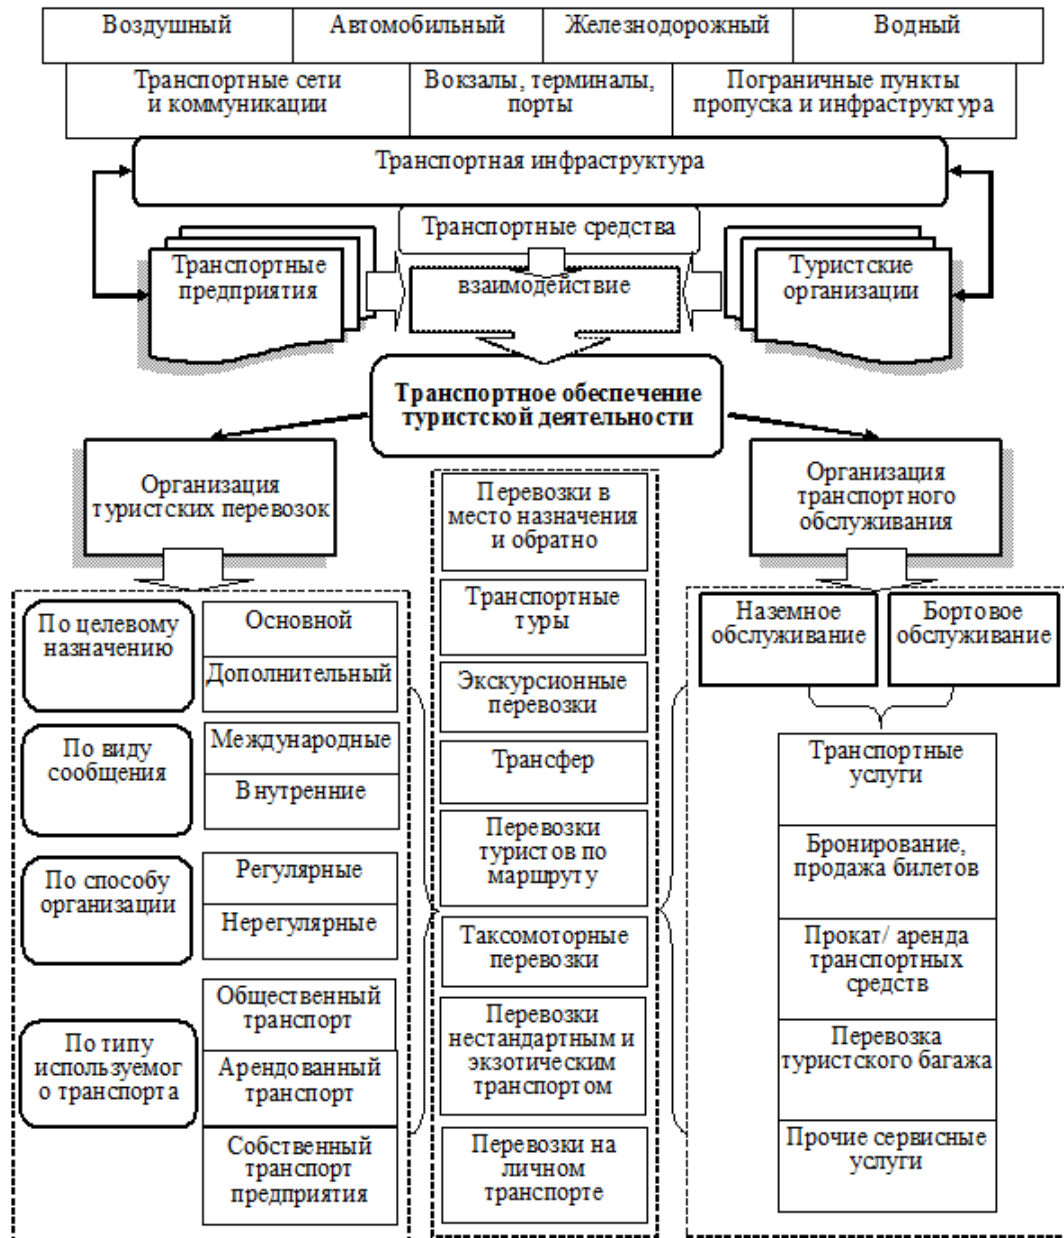 Воздушный
Автомобильный
Железнодорожный
Водный
Транспортные сети
и коммуникации
Вокзалы, терминалы,
порты
Пограничные пункты
пропуска и инфраструктура
Транспортная инфраструктура
Транспортные средства
Транспортные
предприятия
взаимодействие
Туристские
организации
Транспортное обеспечение
туристской деятельности
Организация
туристских перевозок
Организация
транспортного
обслуживания
По целевому
назначению
Основной
Дополнительный
По виду
сообщения
Международные
Внутренние
По способу
организации
Регулярные
Нерегулярные
По типу
используемог
о транспорта
Общественный
транспорт
Арендованный
транспорт
Собственный
транспорт
предприятия
Перевозки в
место назначения
и обратно
Транспортные
туры
Экскурсионные
перевозки
Трансфер
Перевозки
туристов по
маршруту
Таксомоторные
перевозки
Перевозки
нестандартным и
экзотическим
транспортом
Перевозки на
личном
транспорте
Наземное
обслуживание
Бортовое
обслуживание
Транспортные
услуги
Бронирование,
продажа билетов
Прокат/ аренда
транспортных
средств
Перевозка
туристского багажа
Прочие сервисные
услуги